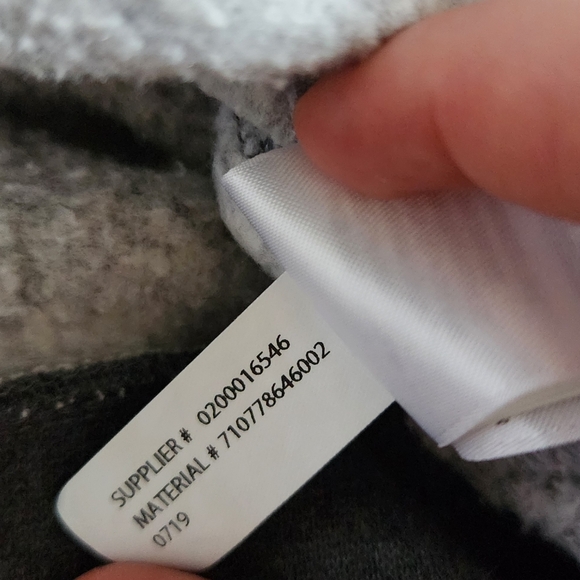 SUPPLIER # 0200016546
MATERIAL # 710778646002
0719